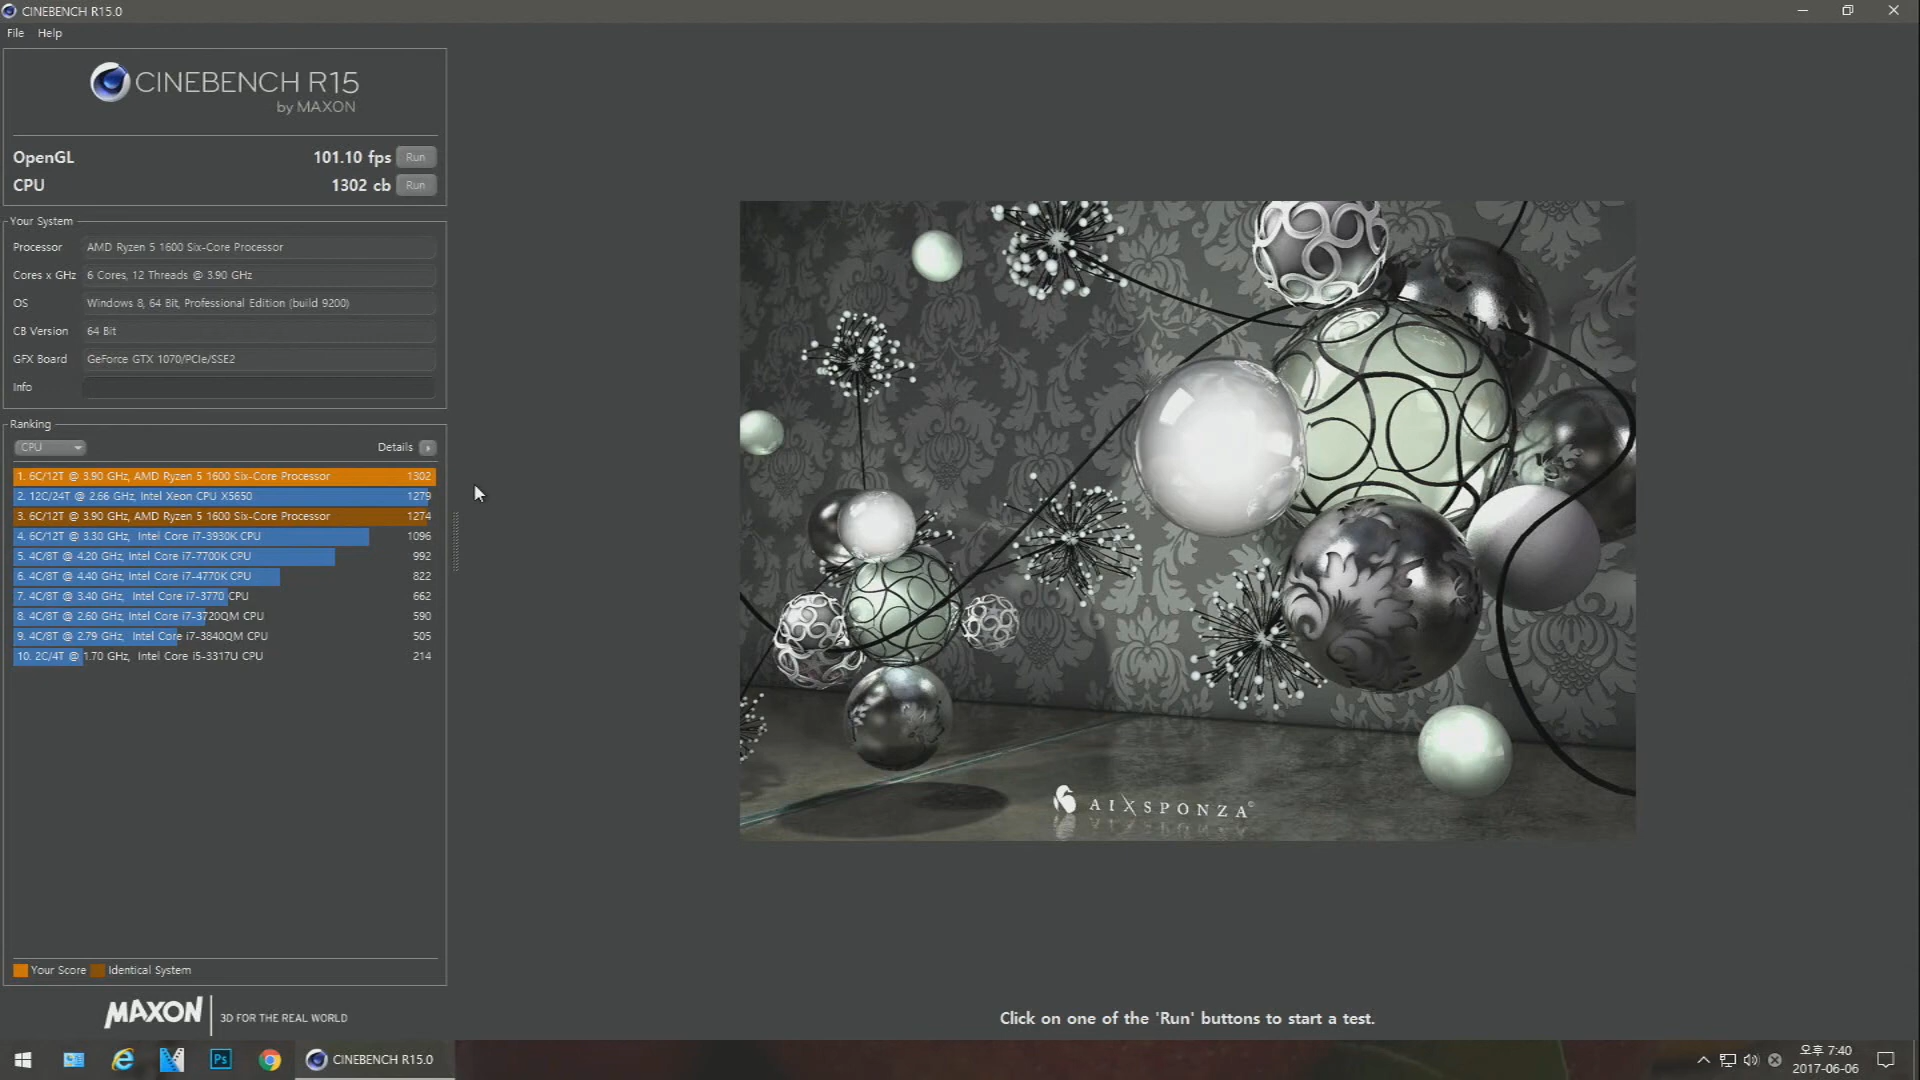 CINEBENCH R15.0
File Help
CINEBENCH R15
by MAXON
OpenGL 101.10 fps Run
CPU 1302 cb Run
Your System
Processor AMD Ryzen 5 1600 Six-Core Processor
Cores x GHz 6 Cores, 12 Threads @ 3.90 GHz
OS Windows 8, 64 Bit, Professional Edition (build 9200)
CB Version 64 Bit
GFX Board GeForce GTX 1070/PCIe/SSE2
Info
Ranking
CPU Details
1. 6C/12T @ 3.90 GHz, AMD Ryzen 5 1600 Six-Core Processor 1302
2. 12C/24T @ 2.66 GHz, Intel Xeon CPU X5650 1279
3. 6C/12T @ 3.90 GHz, AMD Ryzen 5 1600 Six-Core Processor 1274
4. 6C/12T @ 3.30 GHz, Intel Core i7-3930K CPU 1096
5. 4C/8T @ 4.20 GHz, Intel Core i7-7700K CPU 992
6. 4C/8T @ 4.40 GHz, Intel Core i7-4770K CPU 822
7. 4C/8T @ 3.40 GHz, Intel Core i7-3770 CPU 662
8. 4C/8T @ 2.60 GHz, Intel Core i7-3720QM CPU 590
9. 4C/8T @ 2.79 GHz, Intel Core i7-3840QM CPU 505
10. 2C/4T @ 1.70 GHz, Intel Core i5-3317U CPU 214
AIXSPONZA©
Your Score Identical System
MAXON 3D FOR THE REAL WORLD
Click on one of the 'Run' buttons to start a test.
Ps
CINEBENCH R15.0
오후 7:40
2017-06-06